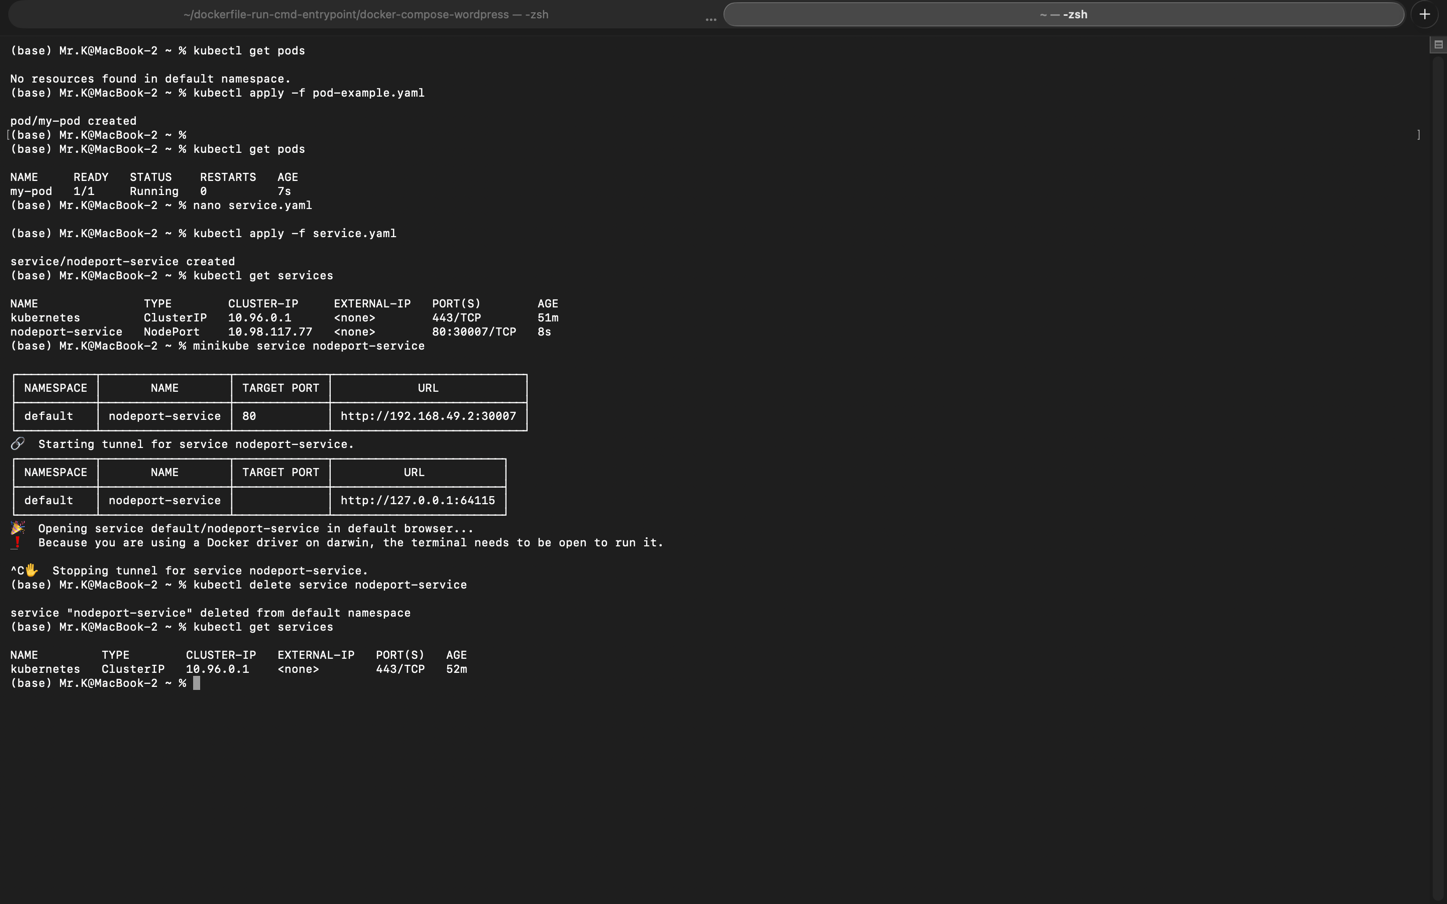 ~/dockerfile-run-cmd-entrypoint/docker-compose-wordpress — -zsh
...
~ — -zsh
+
(base) Mr.K@MacBook-2 ~ % kubectl get pods
No resources found in default namespace.
(base) Mr.K@MacBook-2 ~ % kubectl apply -f pod-example.yaml
pod/my-pod created
[(base) Mr.K@MacBook-2 ~ % ]
(base) Mr.K@MacBook-2 ~ % kubectl get pods
NAME     READY   STATUS    RESTARTS   AGE
my-pod   1/1     Running   0          7s
(base) Mr.K@MacBook-2 ~ % nano service.yaml
(base) Mr.K@MacBook-2 ~ % kubectl apply -f service.yaml
service/nodeport-service created
(base) Mr.K@MacBook-2 ~ % kubectl get services
NAME               TYPE        CLUSTER-IP     EXTERNAL-IP   PORT(S)        AGE
kubernetes         ClusterIP   10.96.0.1      <none>        443/TCP        51m
nodeport-service   NodePort    10.98.117.77   <none>        80:30007/TCP   8s
(base) Mr.K@MacBook-2 ~ % minikube service nodeport-service
NAMESPACE | NAME | TARGET PORT | URL
default | nodeport-service | 80 | http://192.168.49.2:30007
🔗  Starting tunnel for service nodeport-service.
NAMESPACE | NAME | TARGET PORT | URL
default | nodeport-service | | http://127.0.0.1:64115
🎉  Opening service default/nodeport-service in default browser...
❗  Because you are using a Docker driver on darwin, the terminal needs to be open to run it.
^C✋  Stopping tunnel for service nodeport-service.
(base) Mr.K@MacBook-2 ~ % kubectl delete service nodeport-service
service "nodeport-service" deleted from default namespace
(base) Mr.K@MacBook-2 ~ % kubectl get services
NAME         TYPE        CLUSTER-IP   EXTERNAL-IP   PORT(S)   AGE
kubernetes   ClusterIP   10.96.0.1    <none>        443/TCP   52m
(base) Mr.K@MacBook-2 ~ %